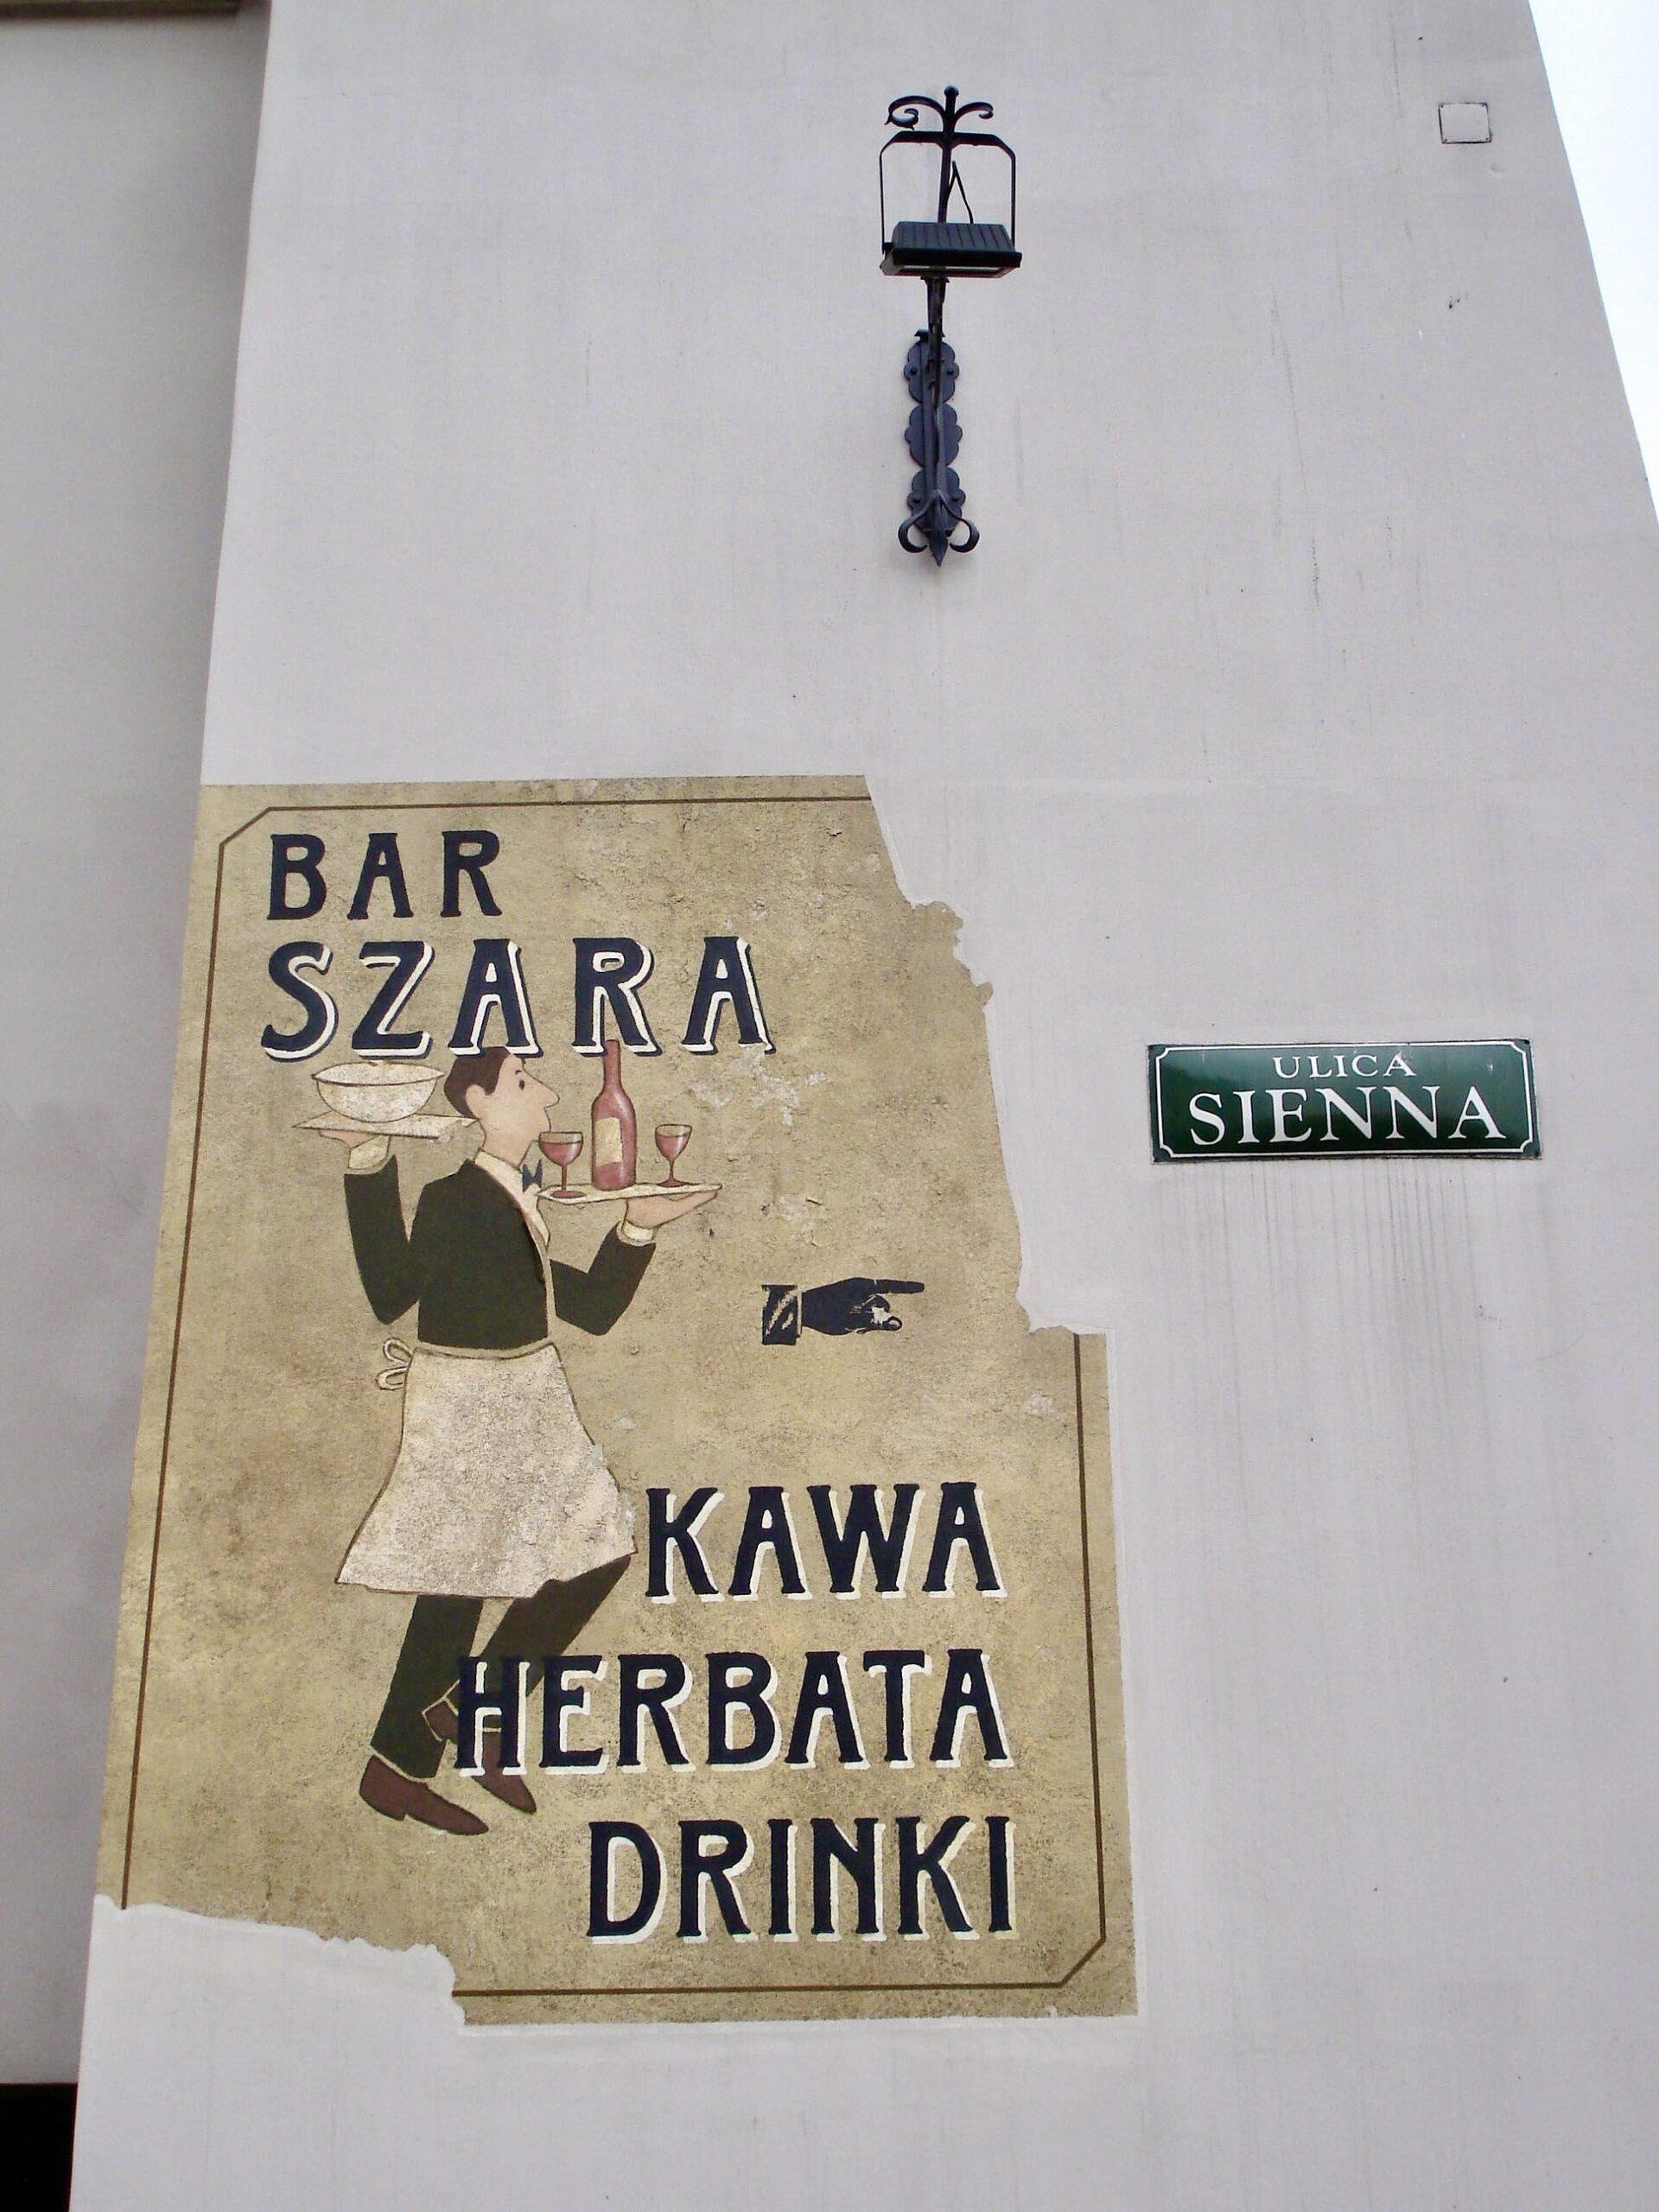 BAR
SZARA
KAWA
HERBATA
DRINKI
ULICA
SIENNA